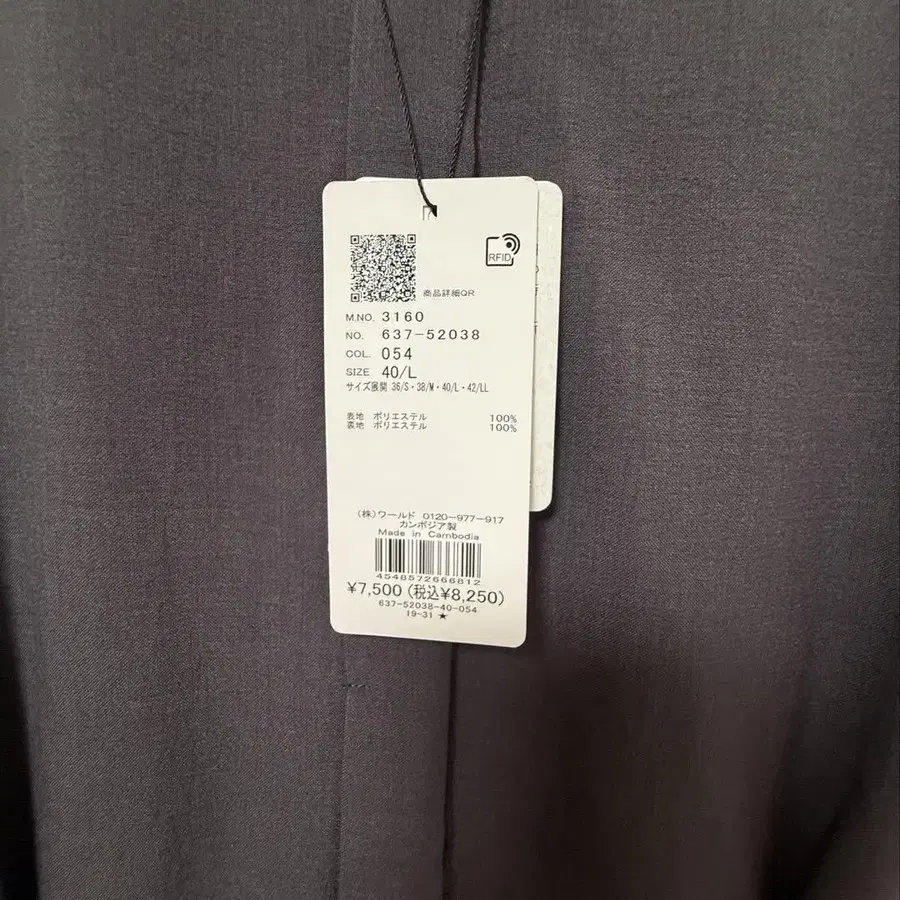 RFID
商品詳細QR
M.NO. 3160
NO. 637-52038
COL. 054
SIZE 40/L
サイズ展開 36/S・38/M・40/L・42/LL
表地 ポリエステル 100%
裏地 ポリエステル 100%
(株)ワールド 0120-977-917
カンボジア製
Made in Cambodia
4548572666812
¥7,500(税込¥8,250)
637-52038-40-054
19-31 ★